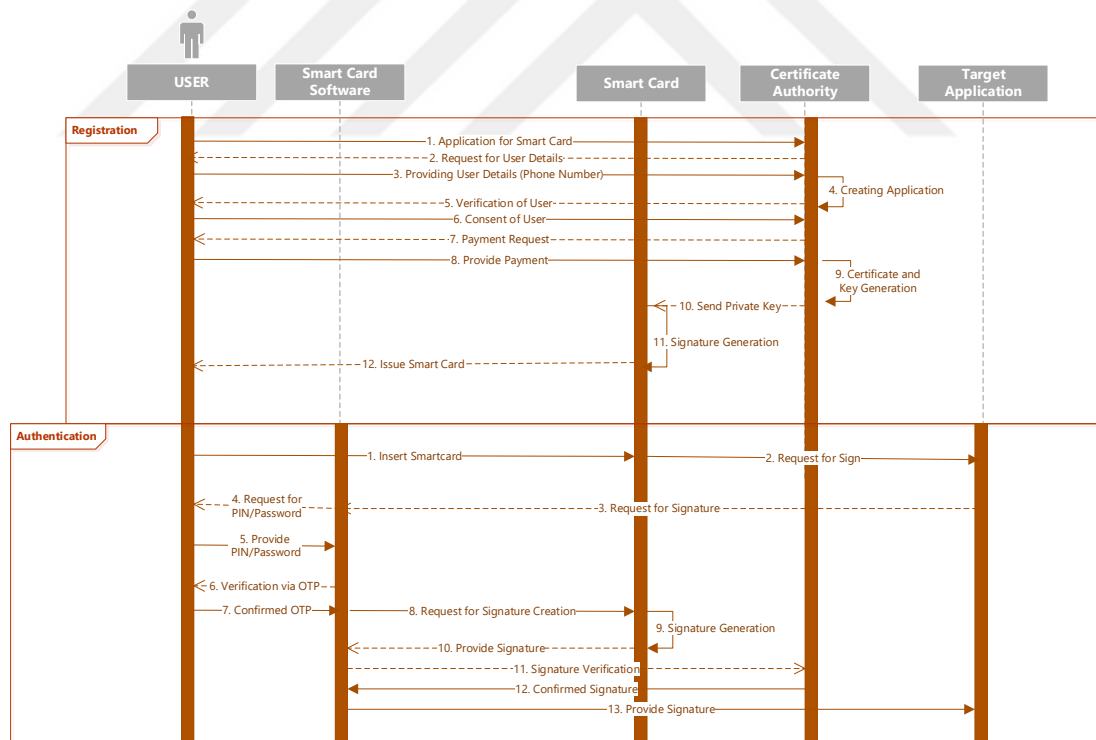 USER
Smart Card
Software
Smart Card
Certificate
Authority
Target
Application
Registration
1. Application for Smart Card
2. Request for User Details
3. Providing User Details (Phone Number)
4. Creating Application
5. Verification of User
6. Consent of User
7. Payment Request
8. Provide Payment
9. Certificate and
Key Generation
10. Send Private Key
11. Signature Generation
12. Issue Smart Card
Authentication
1. Insert Smartcard
2. Request for Sign
3. Request for Signature
4. Request for
PIN/Password
5. Provide
PIN/Password
6. Verification via OTP
7. Confirmed OTP
8. Request for Signature Creation
9. Signature Generation
10. Provide Signature
11. Signature Verification
12. Confirmed Signature
13. Provide Signature